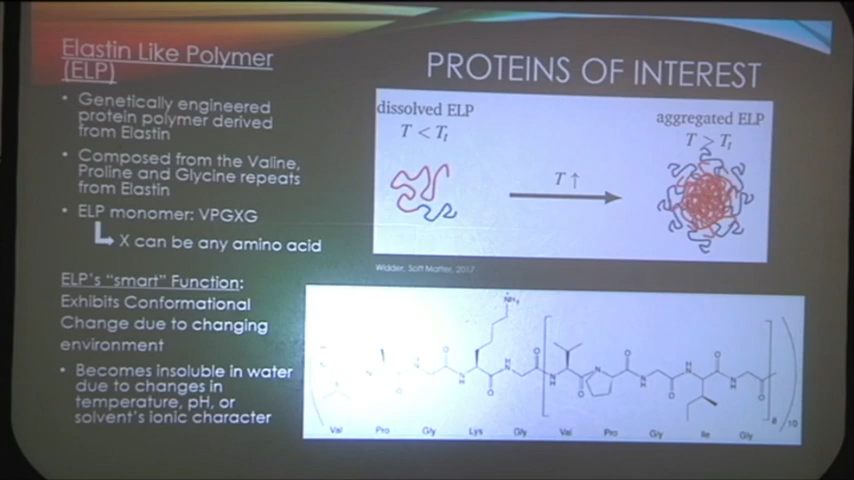 Elastin Like Polymer
(ELP)
• Genetically engineered
protein polymer derived
from Elastin
• Composed from the Valine,
Proline and Glycine repeats
from Elastin
• ELP monomer: VPGXG
X can be any amino acid
ELP's “smart” Function:
Exhibits Conformational
Change due to changing
environment
• Becomes insoluble in water
due to changes in
temperature, pH, or
solvent's ionic character
PROTEINS OF INTEREST
dissolved ELP
T < Tt
T ↑
aggregated ELP
T > Tt
Widder, Soft Matter, 2017
Val Pro Gly Lys Gly Val Pro Gly Ile Gly